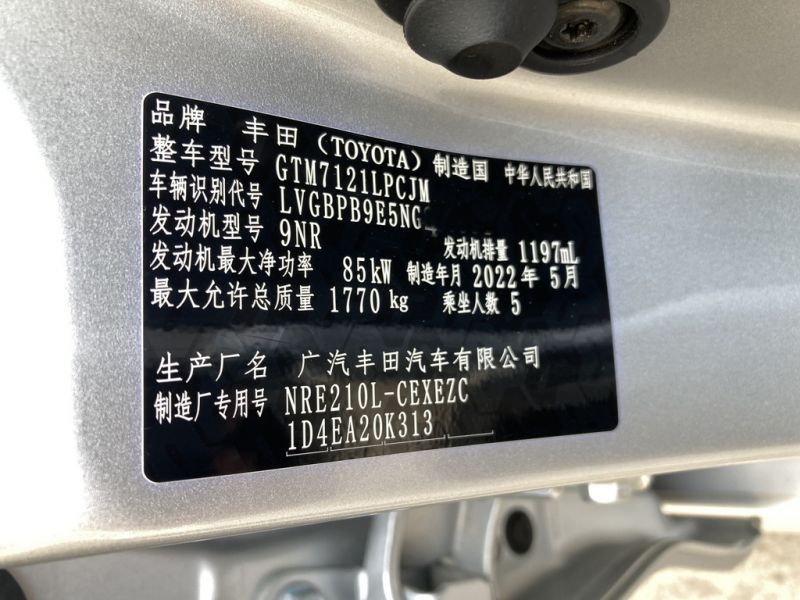 品牌 丰田（TOYOTA）制造国 中华人民共和国
整车型号 GTM7121LPCJM
车辆识别代号 LVGBPB9E5NG
发动机型号 9NR 发动机排量 1197mL
发动机最大净功率 85kW 制造年月 2022年5月
最大允许总质量 1770kg 乘坐人数 5
生产厂名 广汽丰田汽车有限公司
制造厂专用号 NRE210L-CEXEZC
1D4EA20K313